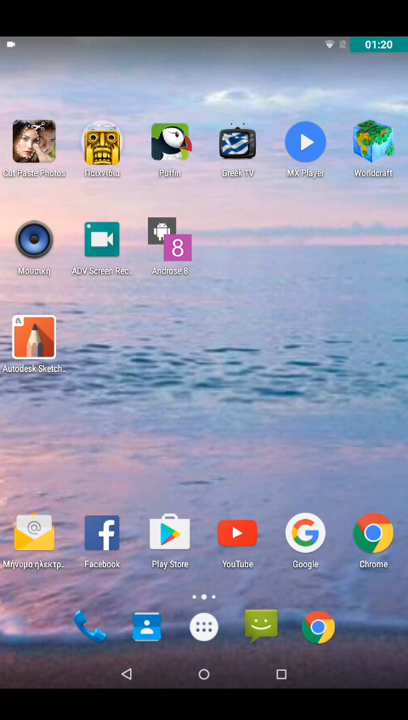 01:20
Cut Paste Photos
Παιχνίδια
Puffin
Greek TV
MX Player
Worldcraft
Μουσική
ADV Screen Rec..
8
Androse 8
Autodesk Sketch..
Μήνυμα ηλεκτρ..
Facebook
Play Store
YouTube
Google
Chrome